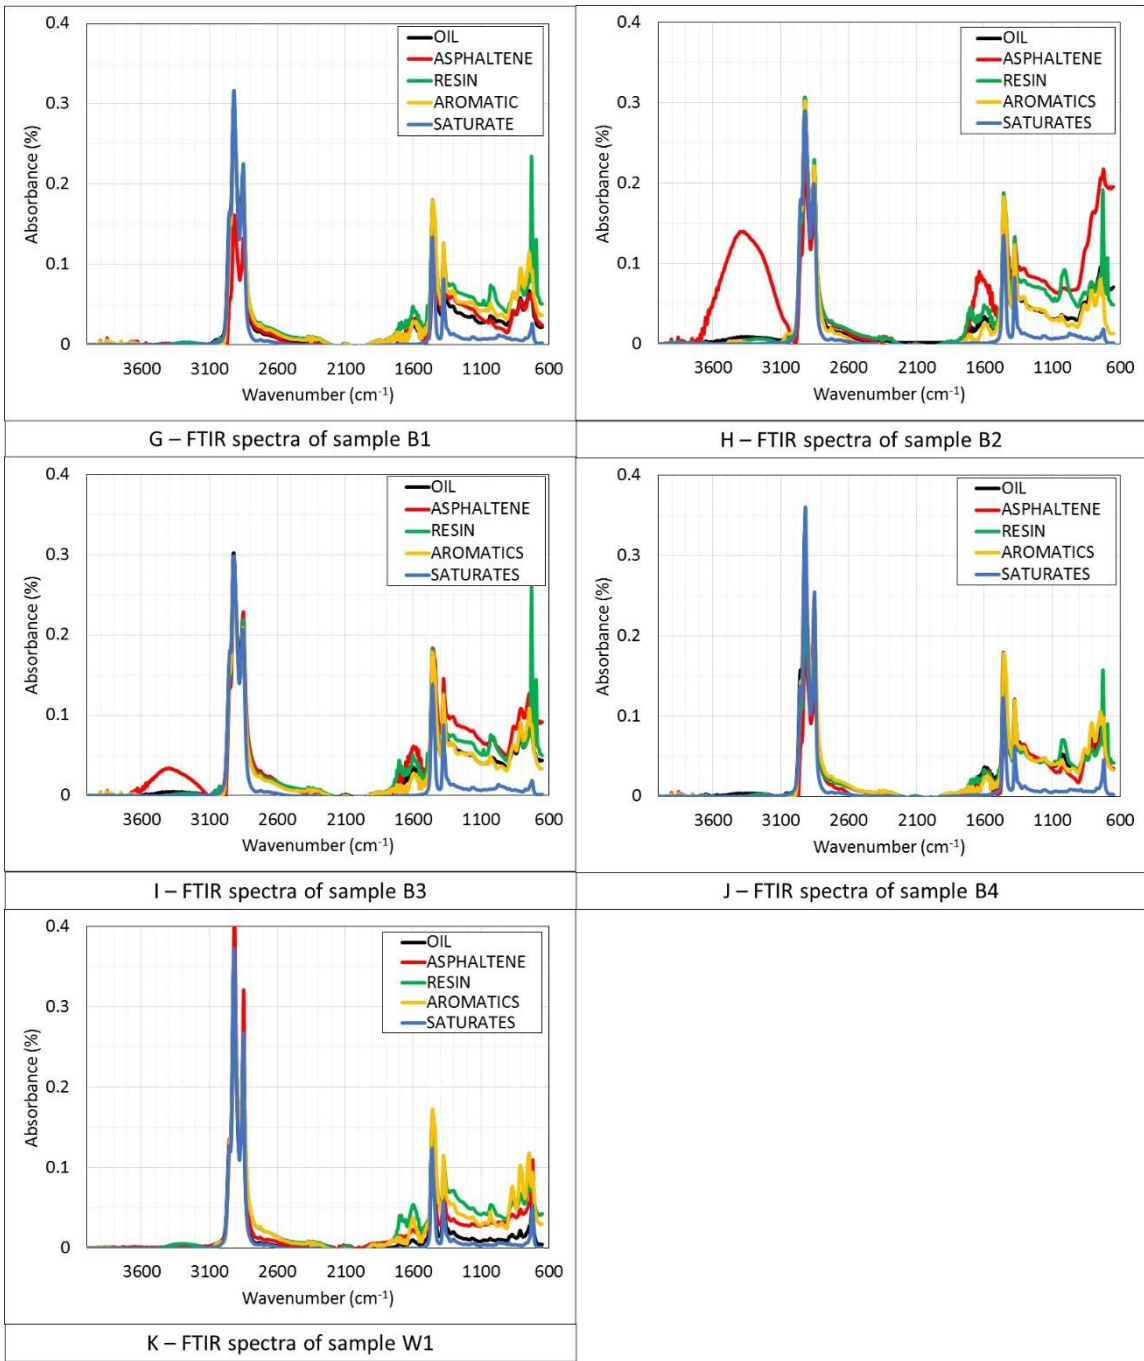 0.4
0.3
0.2
0.1
0
Absorbance (%)
OIL
ASPHALTENE
RESIN
AROMATIC
SATURATE
3600 3100 2600 2100 1600 1100 600
Wavenumber (cm⁻¹)
G – FTIR spectra of sample B1
0.4
0.3
0.2
0.1
0
Absorbance (%)
OIL
ASPHALTENE
RESIN
AROMATICS
SATURATES
3600 3100 2600 2100 1600 1100 600
Wavenumber (cm⁻¹)
H – FTIR spectra of sample B2
0.4
0.3
0.2
0.1
0
Absorbance (%)
OIL
ASPHALTENE
RESIN
AROMATICS
SATURATES
3600 3100 2600 2100 1600 1100 600
Wavenumber (cm⁻¹)
I – FTIR spectra of sample B3
0.4
0.3
0.2
0.1
0
Absorbance (%)
OIL
ASPHALTENE
RESIN
AROMATICS
SATURATES
3600 3100 2600 2100 1600 1100 600
Wavenumber (cm⁻¹)
J – FTIR spectra of sample B4
0.4
0.3
0.2
0.1
0
Absorbance (%)
OIL
ASPHALTENE
RESIN
AROMATICS
SATURATES
3600 3100 2600 2100 1600 1100 600
Wavenumber (cm⁻¹)
K – FTIR spectra of sample W1